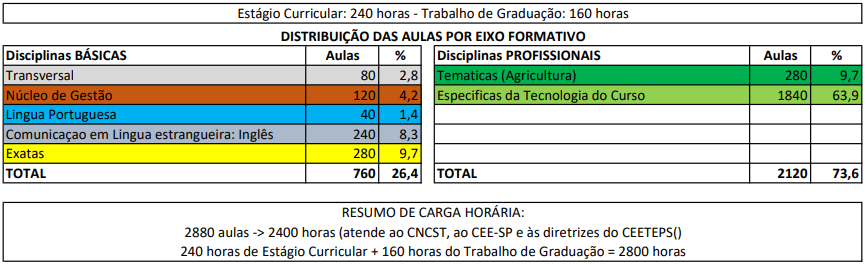 Estágio Curricular: 240 horas - Trabalho de Graduação: 160 horas
DISTRIBUIÇÃO DAS AULAS POR EIXO FORMATIVO
Disciplinas BÁSICAS Aulas %
Transversal 80 2,8
Núcleo de Gestão 120 4,2
Lingua Portuguesa 40 1,4
Comunicaçao em Lingua estrangueira: Inglês 240 8,3
Exatas 280 9,7
TOTAL 760 26,4
Disciplinas PROFISSIONAIS Aulas %
Tematicas (Agricultura) 280 9,7
Especificas da Tecnologia do Curso 1840 63,9
TOTAL 2120 73,6
RESUMO DE CARGA HORÁRIA:
2880 aulas -> 2400 horas (atende ao CNCST, ao CEE-SP e às diretrizes do CEETEPS()
240 horas de Estágio Curricular + 160 horas do Trabalho de Graduação = 2800 horas